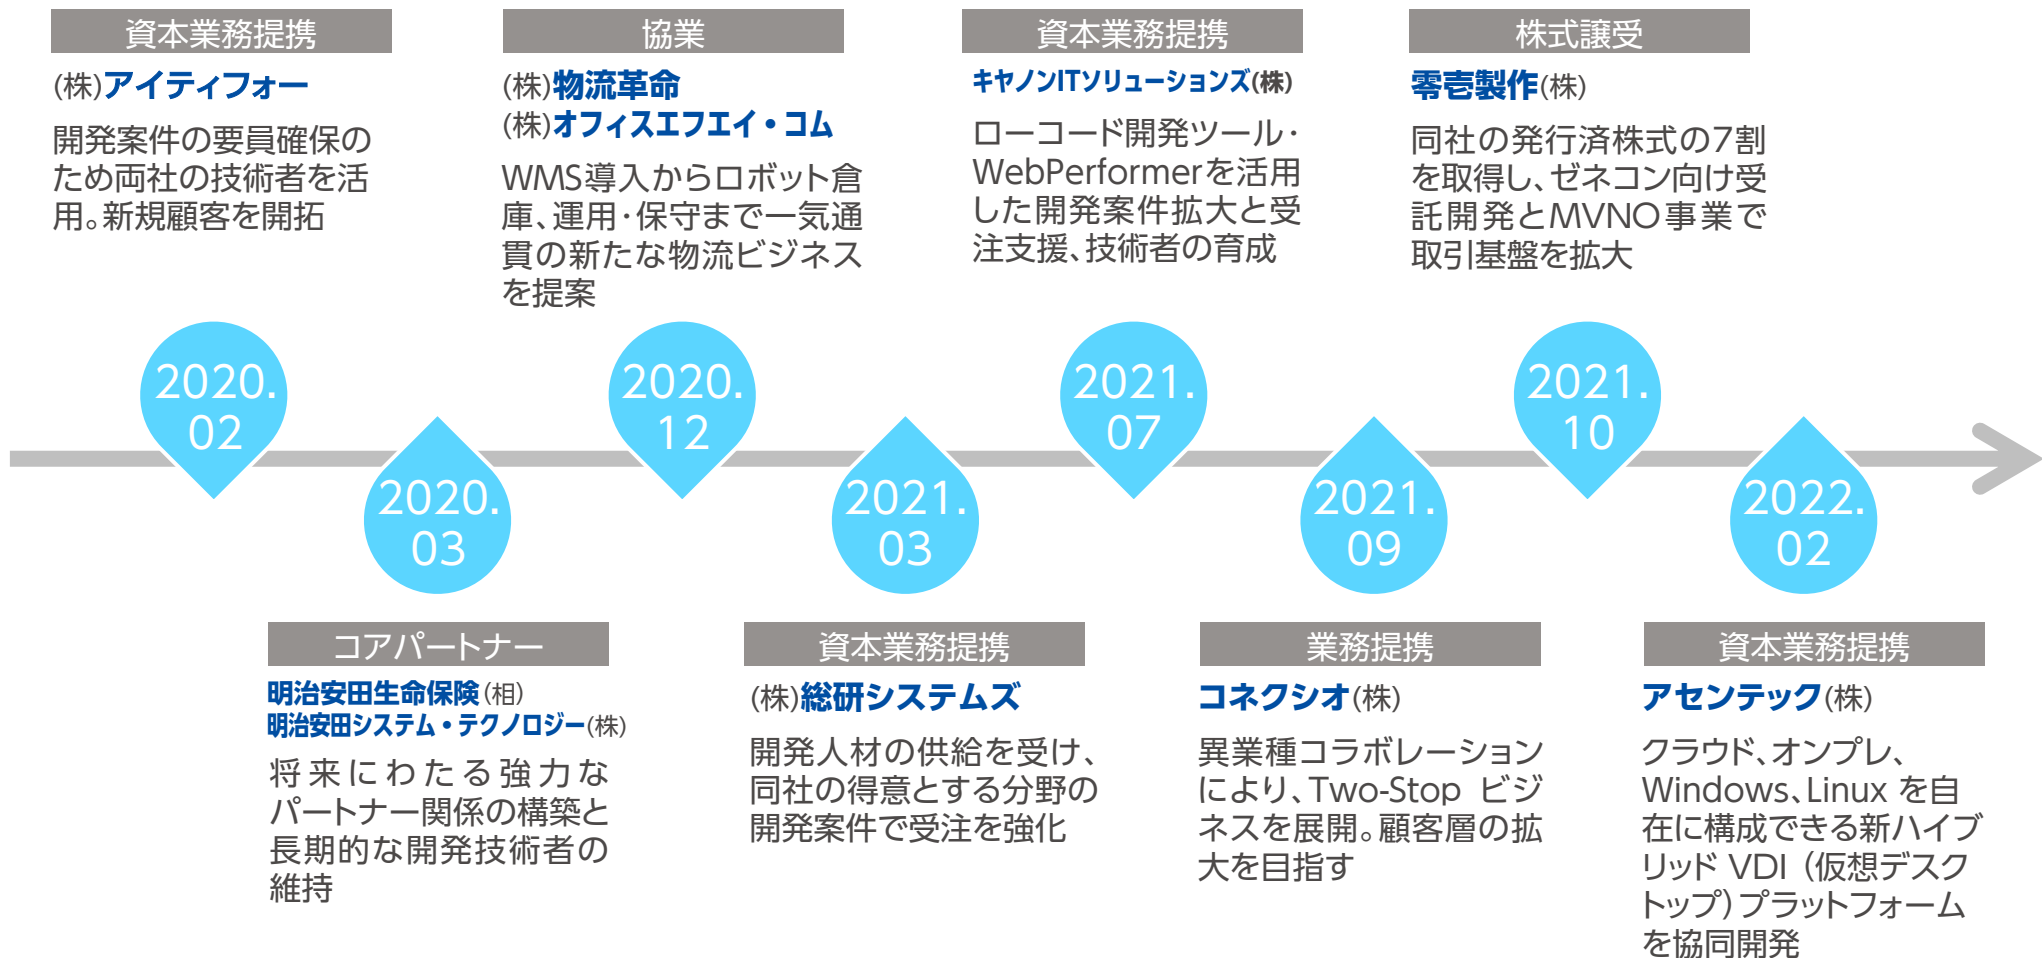 資本業務提携
(株)アイティフォー
開発案件の要員確保の
ため両社の技術者を活
用。新規顧客を開拓
協業
(株)物流革命
(株)オフィスエフエイ・コム
WMS導入からロボット倉
庫、運用・保守まで一気通
貫の新たな物流ビジネス
を提案
資本業務提携
キヤノンITソリューションズ(株)
ローコード開発ツール・
WebPerformerを活用
した開発案件拡大と受
注支援、技術者の育成
株式譲受
零壱製作(株)
同社の発行済株式の7割
を取得し、ゼネコン向け受
託開発とMVNO事業で
取引基盤を拡大
2020.
02
2020.
03
2020.
12
2021.
03
2021.
07
2021.
09
2021.
10
2022.
02
コアパートナー
明治安田生命保険(相)
明治安田システム・テクノロジー(株)
将来にわたる強力な
パートナー関係の構築と
長期的な開発技術者の
維持
資本業務提携
(株)総研システムズ
開発人材の供給を受け、
同社の得意とする分野の
開発案件で受注を強化
業務提携
コネクシオ(株)
異業種コラボレーション
により、Two-Stop ビジ
ネスを展開。顧客層の拡
大を目指す
資本業務提携
アセンテック(株)
クラウド、オンプレ、
Windows、Linux を自
在に構成できる新ハイブ
リッド VDI (仮想デスク
トップ) プラットフォーム
を協同開発